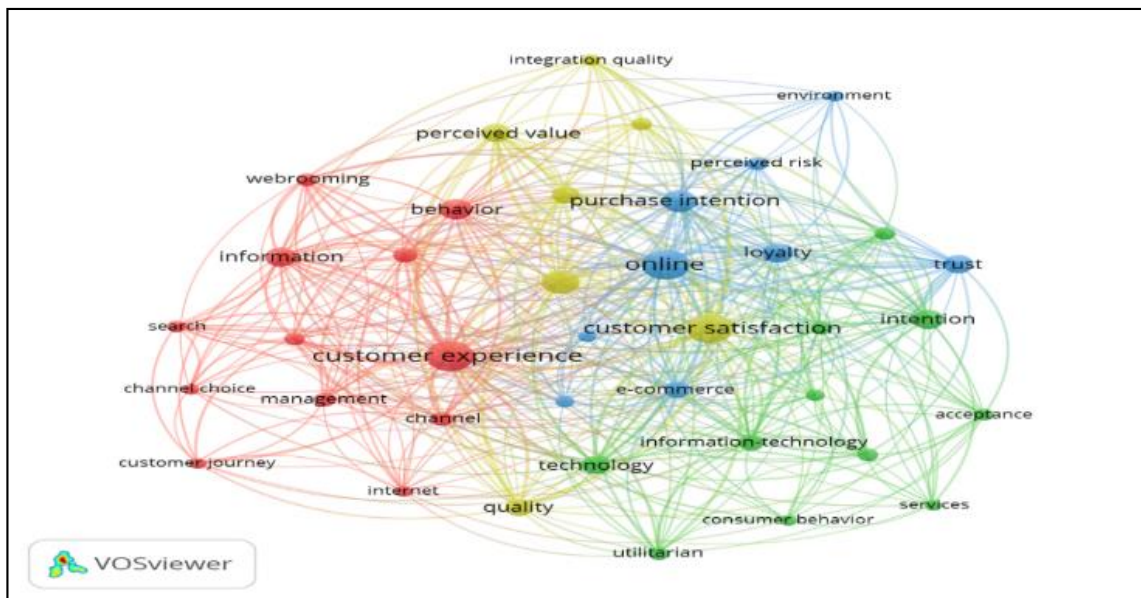 integration quality
environment
perceived value
perceived risk
webrooming
behavior
purchase intention
information
online
loyalty
trust
search
customer experience
customer satisfaction
intention
channel choice
management
e-commerce
channel
acceptance
customer journey
technology
information-technology
internet
quality
services
consumer behavior
utilitarian
VOSviewer